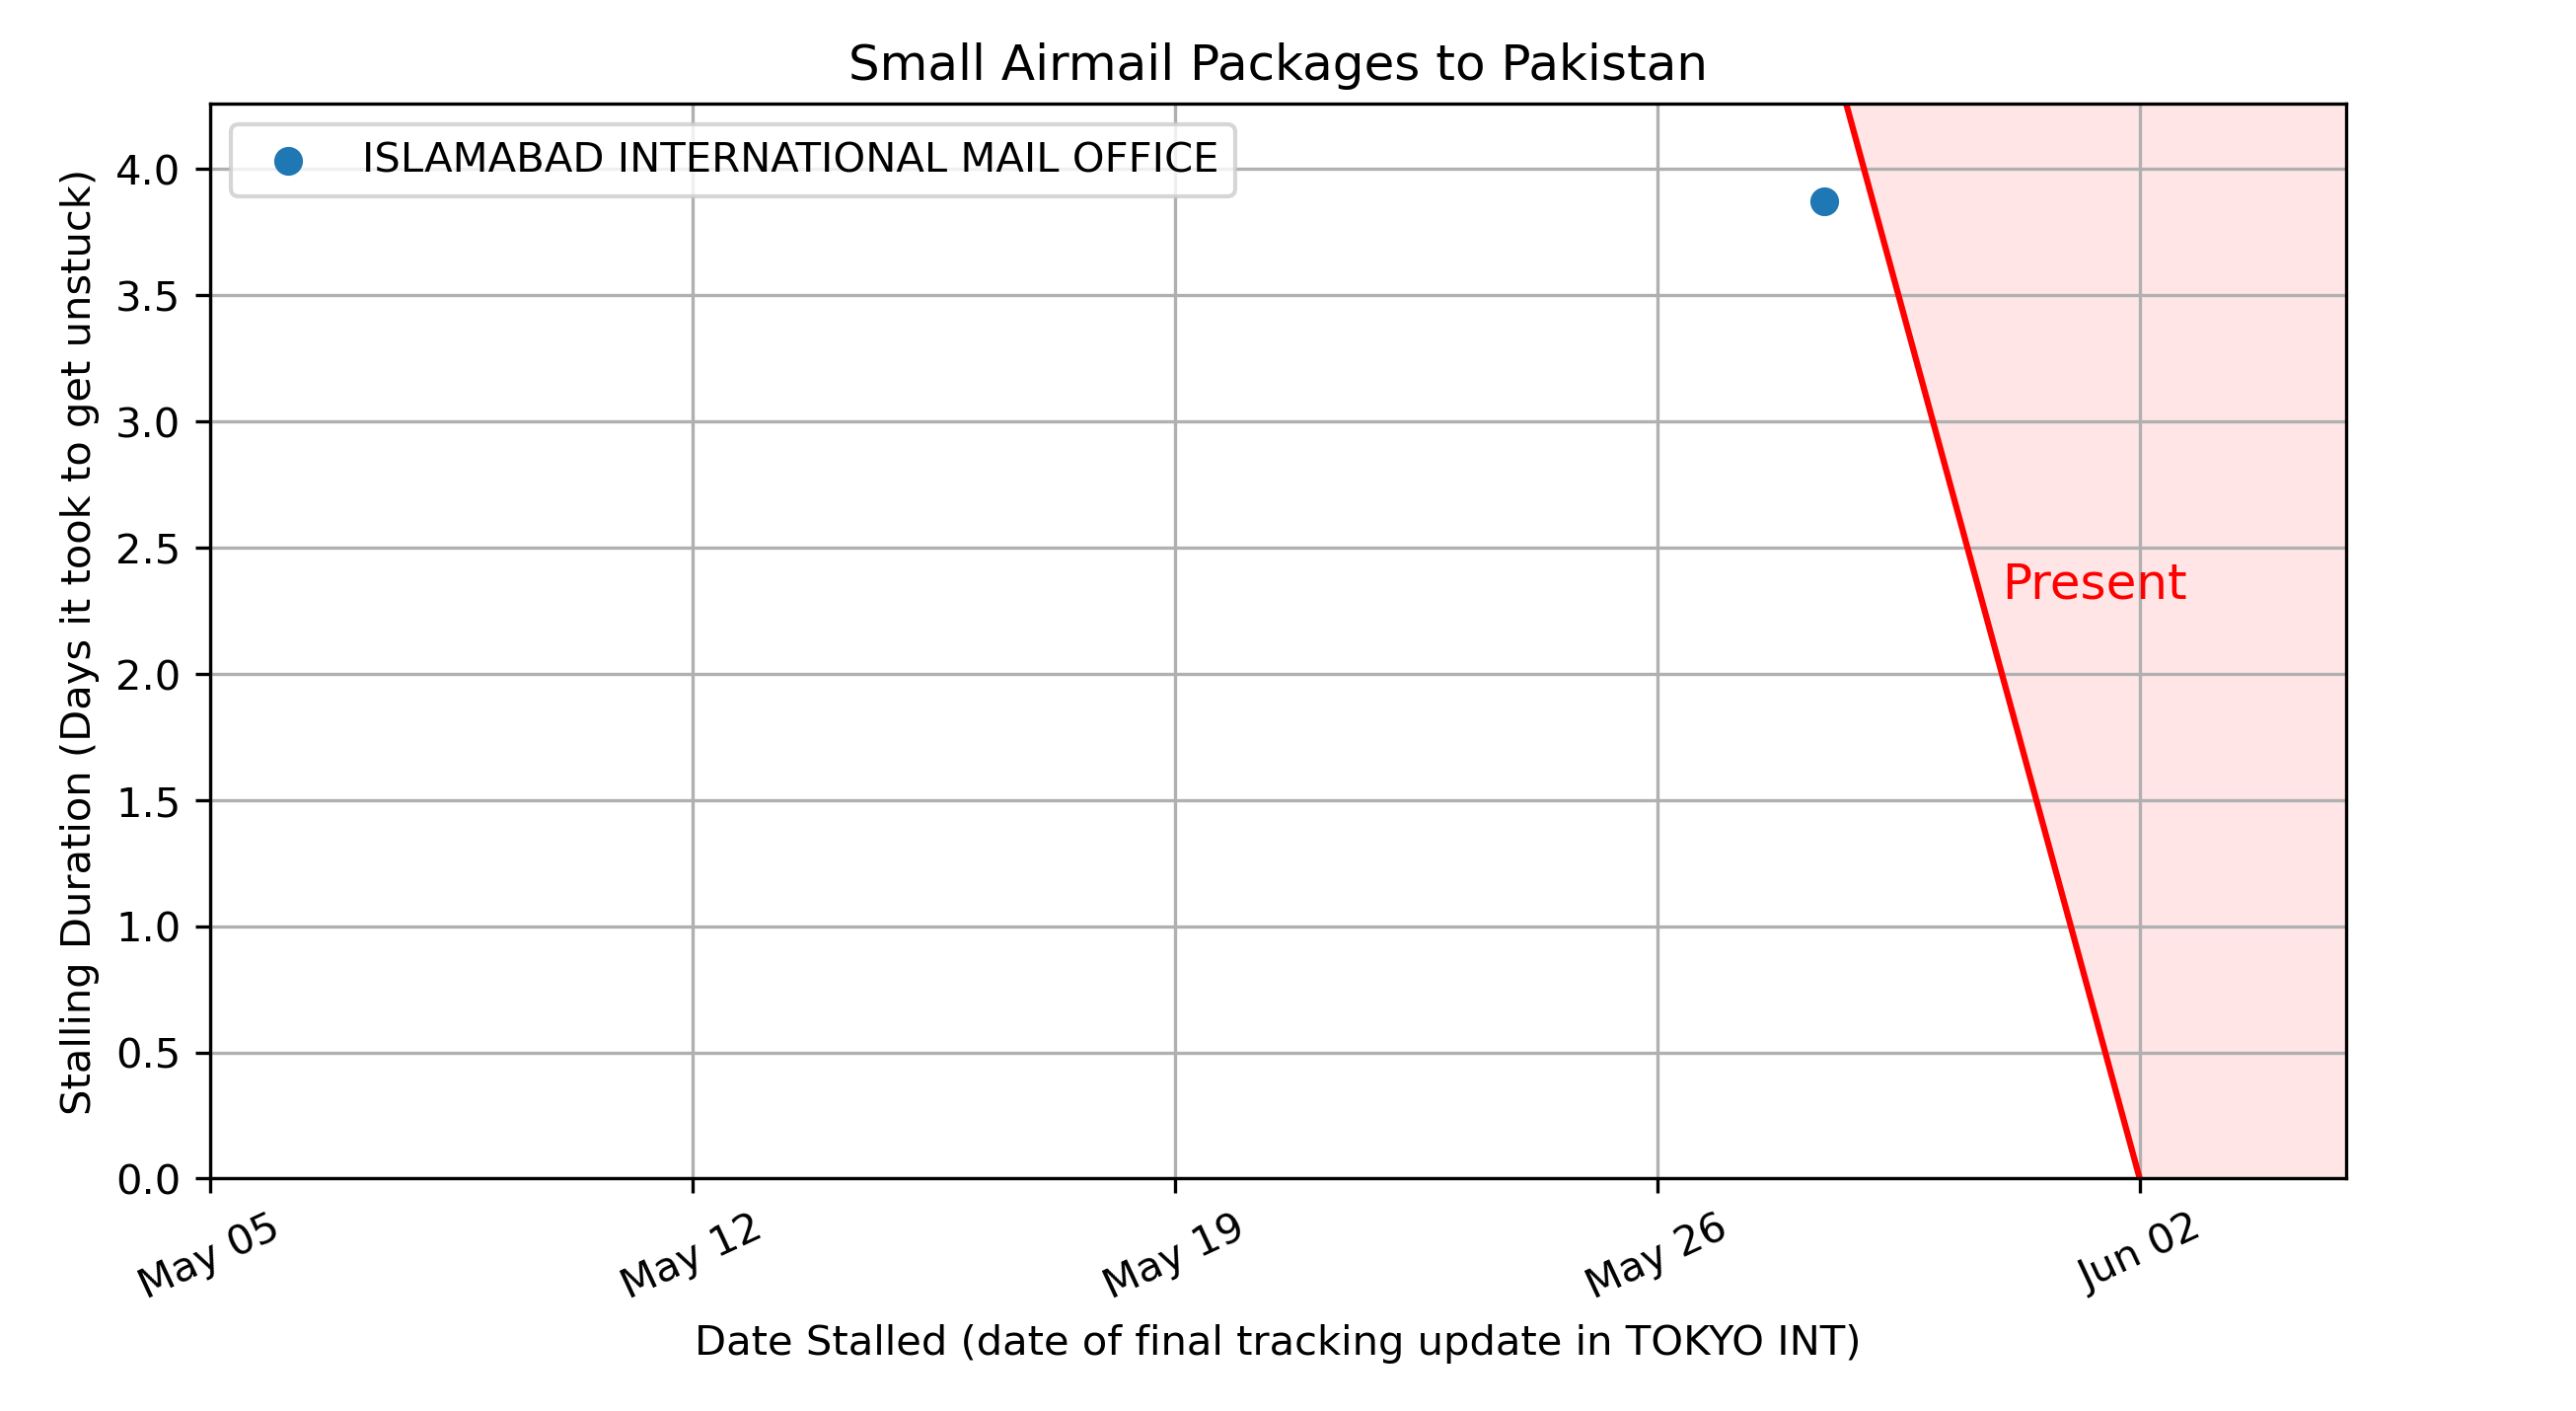 Small Airmail Packages to Pakistan
ISLAMABAD INTERNATIONAL MAIL OFFICE
Stalling Duration (Days it took to get unstuck)
4.0
3.5
3.0
2.5
2.0
1.5
1.0
0.5
0.0
Present
May 05
May 12
May 19
May 26
Jun 02
Date Stalled (date of final tracking update in TOKYO INT)